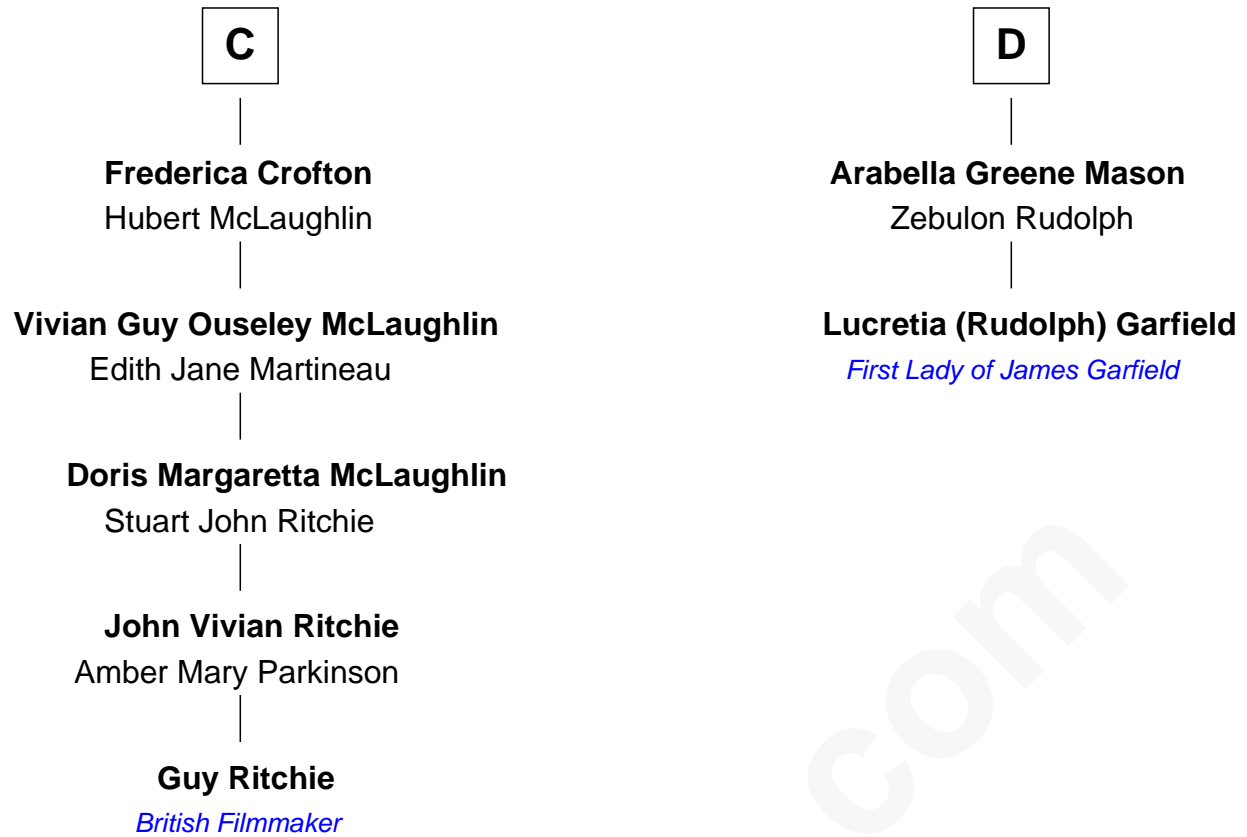 C
Frederica Crofton
Hubert McLaughlin
Vivian Guy Ouseley McLaughlin
Edith Jane Martineau
Doris Margaretta McLaughlin
Stuart John Ritchie
John Vivian Ritchie
Amber Mary Parkinson
Guy Ritchie
British Filmmaker
D
Arabella Greene Mason
Zebulon Rudolph
Lucretia (Rudolph) Garfield
First Lady of James Garfield
com